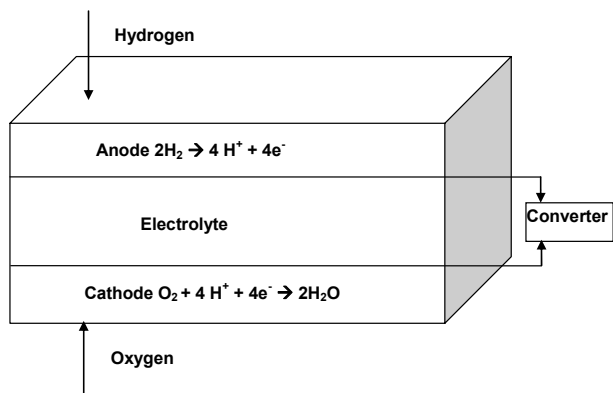 Hydrogen
Anode 2H₂ → 4 H⁺ + 4e⁻
Electrolyte
Converter
Cathode O₂ + 4 H⁺ + 4e⁻ → 2H₂O
Oxygen